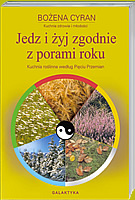 BOŻENA CYRAN
Kuchnia zdrowia i młodości
Jedz i żyj zgodnie
z porami roku
Kuchnia roślinna według Pięciu Przemian
GALAKTYKA